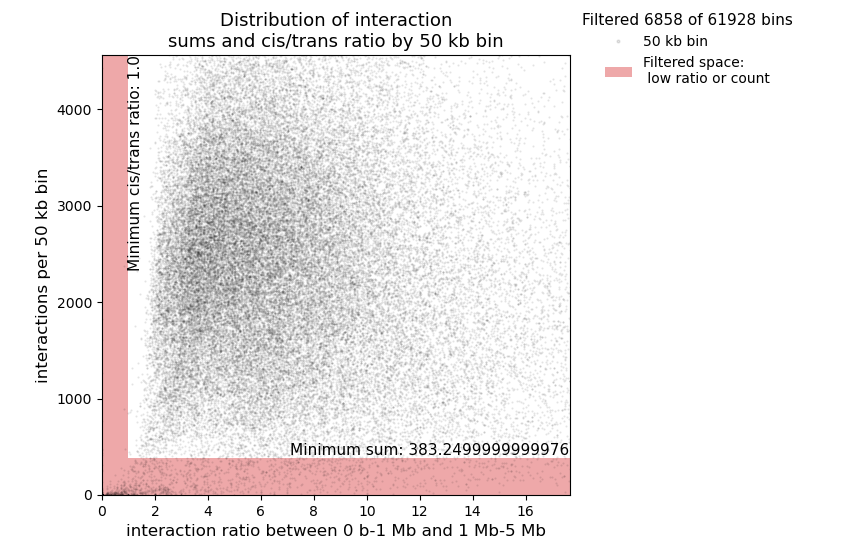 Distribution of interaction
sums and cis/trans ratio by 50 kb bin
Filtered 6858 of 61928 bins
50 kb bin
Filtered space:
low ratio or count
interactions per 50 kb bin
4000
3000
2000
1000
0
Minimum cis/trans ratio: 1.0
Minimum sum: 383.2499999999976
0 2 4 6 8 10 12 14 16
interaction ratio between 0 b-1 Mb and 1 Mb-5 Mb